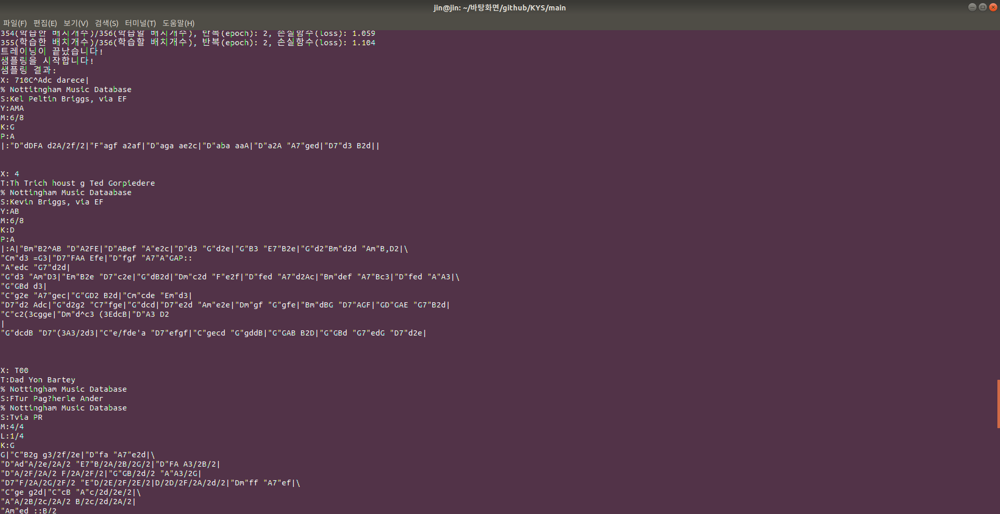 jin@jin: ~/바탕화면/github/KYS/main
파일(F) 편집(E) 보기(V) 검색(S) 터미널(T) 도움말(H)
354(학습한 배치개수)/356(학습할 배치개수), 반복(epoch): 2, 손실함수(loss): 1.059
355(학습한 배치개수)/356(학습할 배치개수), 반복(epoch): 2, 손실함수(loss): 1.104
트레이닝이 끝났습니다!
샘플링을 시작합니다!
샘플링 결과:
X: 710C^Adc darece|
% Nottitngham Music Database
S:Kel Peltin Briggs, via EF
Y:AMA
M:6/8
K:G
P:A
|:"D"dDFA d2A/2f/2|"F"agf a2af|"D"aga ae2c|"D"aba aaA|"D"a2A "A7"ged|"D7"d3 B2d||
X: 4
T:Th Trich houst g Ted Gorpiedere
% Nottingham Music Dataabase
S:Kevin Briggs, via EF
Y:AB
M:6/8
K:D
P:A
|:A|"Bm"B2^AB "D"A2FE|"D"ABef "A"e2c|"D"d3 "G"d2e|"G"B3 "E7"B2e|"G"d2"Bm"d2d "Am"B,D2|\
"Cm"d3 =G3|"D7"FAA Efe|"D"fgf "A7"A"GAP::
"A"edc "G7"d2d|
"G"d3 "Am"D3|"Em"B2e "D7"c2e|"G"dB2d|"Dm"c2d "F"e2f|"D"fed "A7"d2Ac|"Bm"def "A7"Bc3|"D"fed "A"A3|\
"G"GBd d3|
"C"g2e "A7"gec|"G"GD2 B2d|"Cm"cde "Em"d3|
"D7"d2 Adc|"G"d2g2 "C7"fge|"G"dcd|"D7"e2d "Am"e2e|"Dm"gf "G"gfe|"Bm"dBG "D7"AGF|"GD"GAE "G7"B2d|
"C"c2(3cgge|"Dm"d^c3 (3EdcB|"D"A3 D2
|
"G"dcdB "D7"(3A3/2d3|"C"e/fde'a "D7"efgf|"C"gecd "G"gddB|"G"GAB B2D|"G"GBd "G7"edG "D7"d2e|
X: T00
T:Dad Yon Bartey
% Nottingham Music Database
S:FTur Pag?herle Ander
% Nottingham Music Database
S:Tvia PR
M:4/4
L:1/4
K:G
G|"C"B2g g3/2f/2e|"D"fa "A7"e2d|\
"D"Ad"A/2e/2A/2 "E7"B/2A/2B/2G/2|"D"FA A3/2B/2|
"D"A/2F/2A/2 F/2A/2F/2|"G"GB/2d/2 "A"A3/2G|
"D7"F/2A/2G/2F/2 "E"D/2E/2F/2E/2|D/2D/2F/2A/2d/2|"Dm"ff "A7"ef|\
"C"ge g2d|"C"cB "A"c/2d/2e/2|\
"A"A/2B/2c/2A/2 B/2c/2d/2A/2|
"Am"ed ::B/2